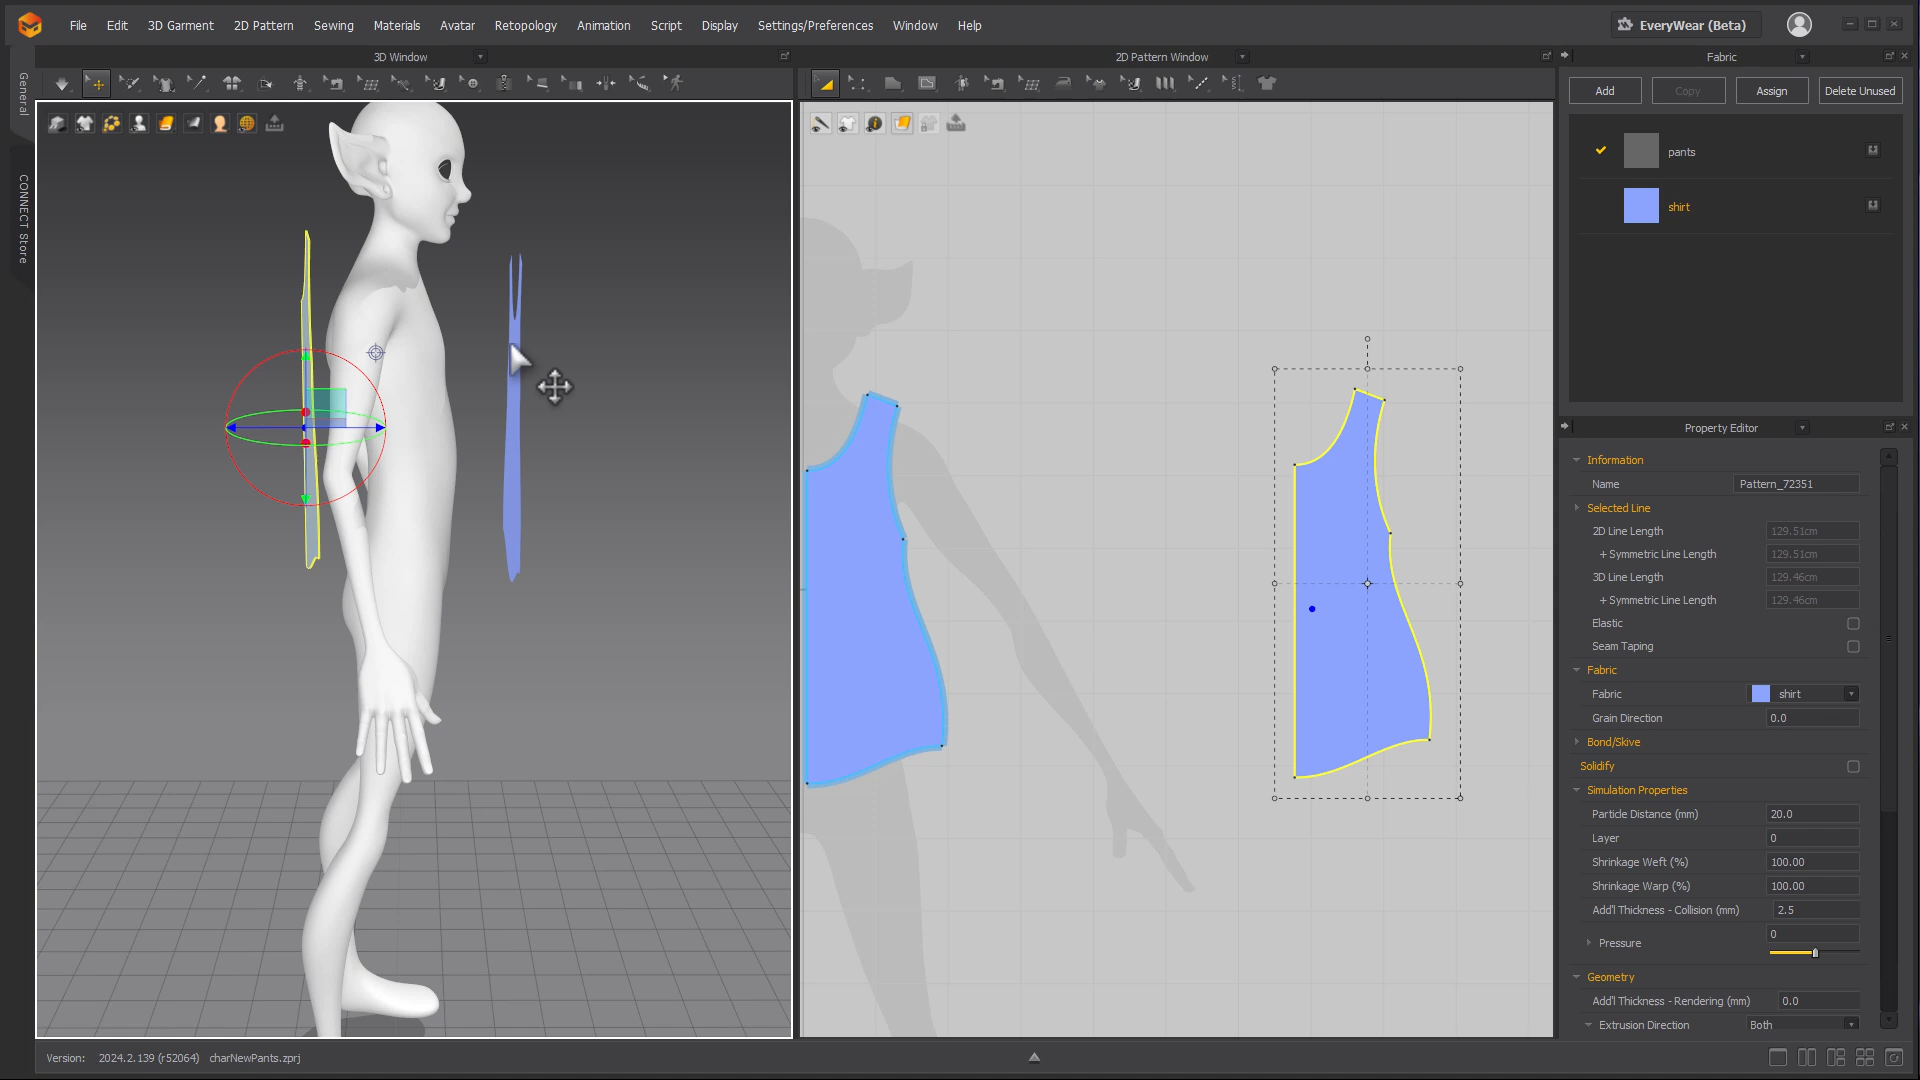 File Edit 3D Garment 2D Pattern Sewing Materials Avatar Retopology Animation Script Display Settings/Preferences Window Help EveryWear (Beta)
3D Window 2D Pattern Window Fabric
General
CONNECT Store
Add Copy Assign Delete Unused
pants
shirt
Property Editor
Information
Name Pattern_72351
Selected Line
2D Line Length 129.51cm
+ Symmetric Line Length 129.51cm
3D Line Length 129.46cm
+ Symmetric Line Length 129.46cm
Elastic
Seam Taping
Fabric
Fabric shirt
Grain Direction 0.0
Bond/Skive
Solidify
Simulation Properties
Particle Distance (mm) 20.0
Layer 0
Shrinkage Weft (%) 100.00
Shrinkage Warp (%) 100.00
Add'l Thickness - Collision (mm) 2.5
Pressure 0
Geometry
Add'l Thickness - Rendering (mm) 0.0
Extrusion Direction Both
Version: 2024.2.139 (r52064) charNewPants.zprj